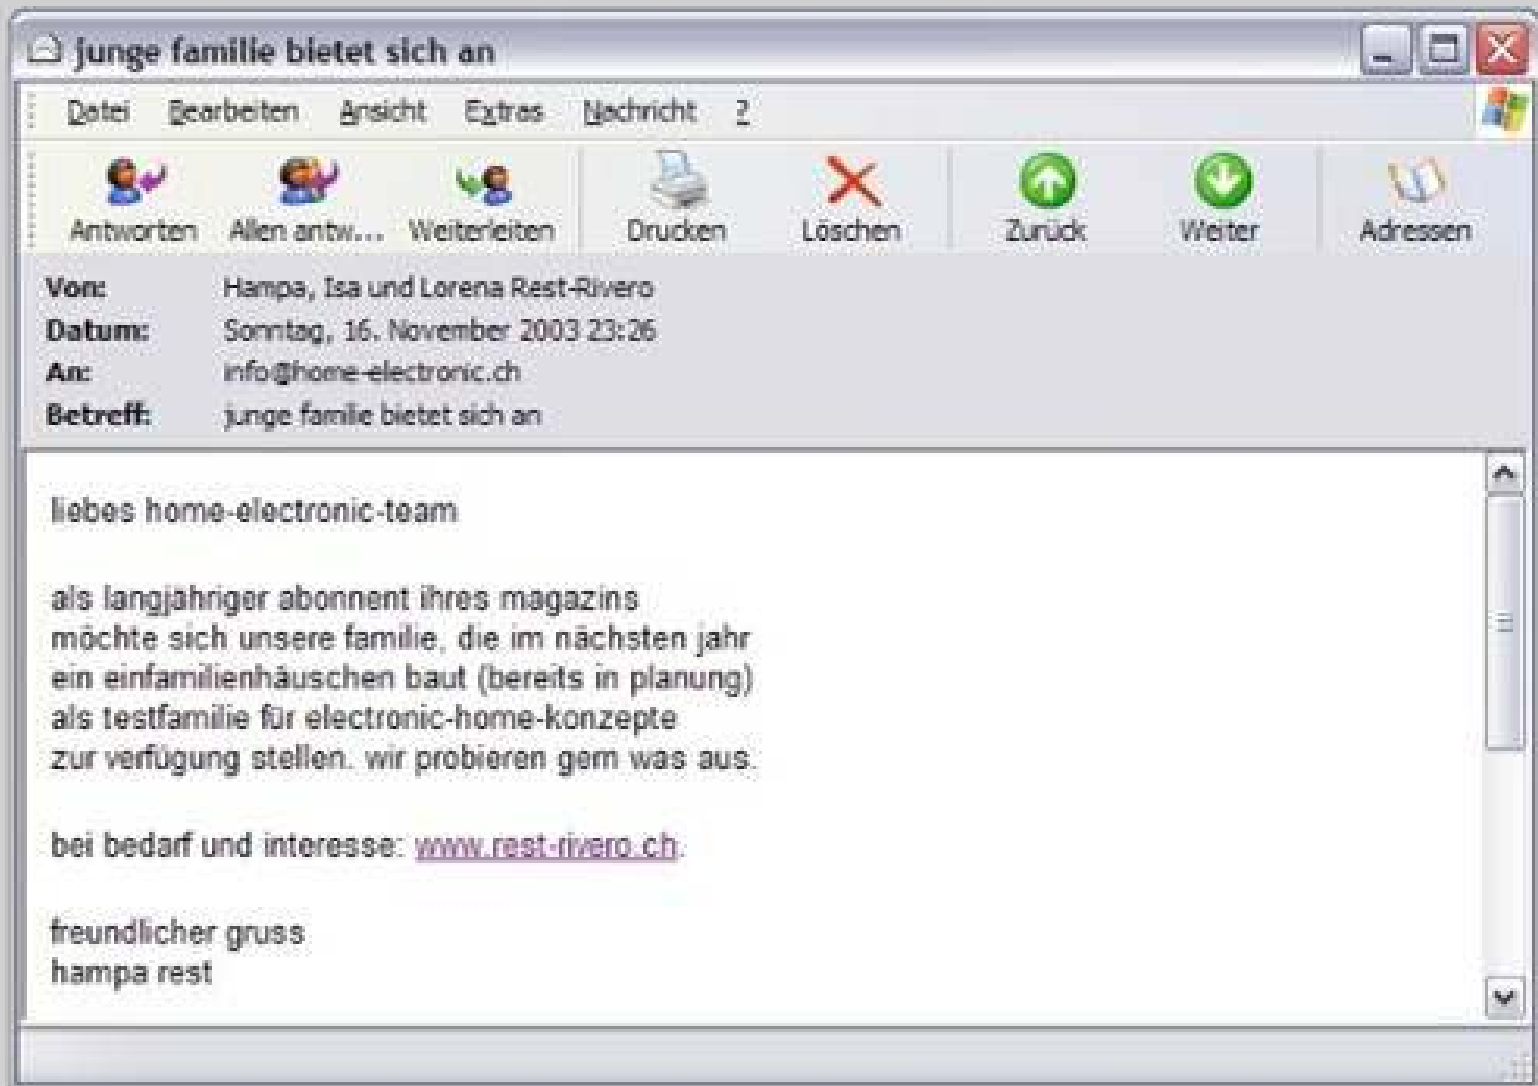 junge familie bietet sich an
Datei Bearbeiten Ansicht Extras Nachricht ?
Antworten Allen antw... Weiterleiten Drucken Löschen Zurück Weiter Adressen
Von: Hampa, Isa und Lorena Rest-Rivero
Datum: Sonntag, 16. November 2003 23:26
An: info@home-electronic.ch
Betreff: junge familie bietet sich an
liebes home-electronic-team
als langjähriger abonnent ihres magazins
möchte sich unsere familie, die im nächsten jahr
ein einfamilienhäuschen baut (bereits in planung)
als testfamilie für electronic-home-konzepte
zur verfügung stellen. wir probieren gern was aus.
bei bedarf und interesse: www.rest-rivero.ch.
freundlicher gruss
hampa rest